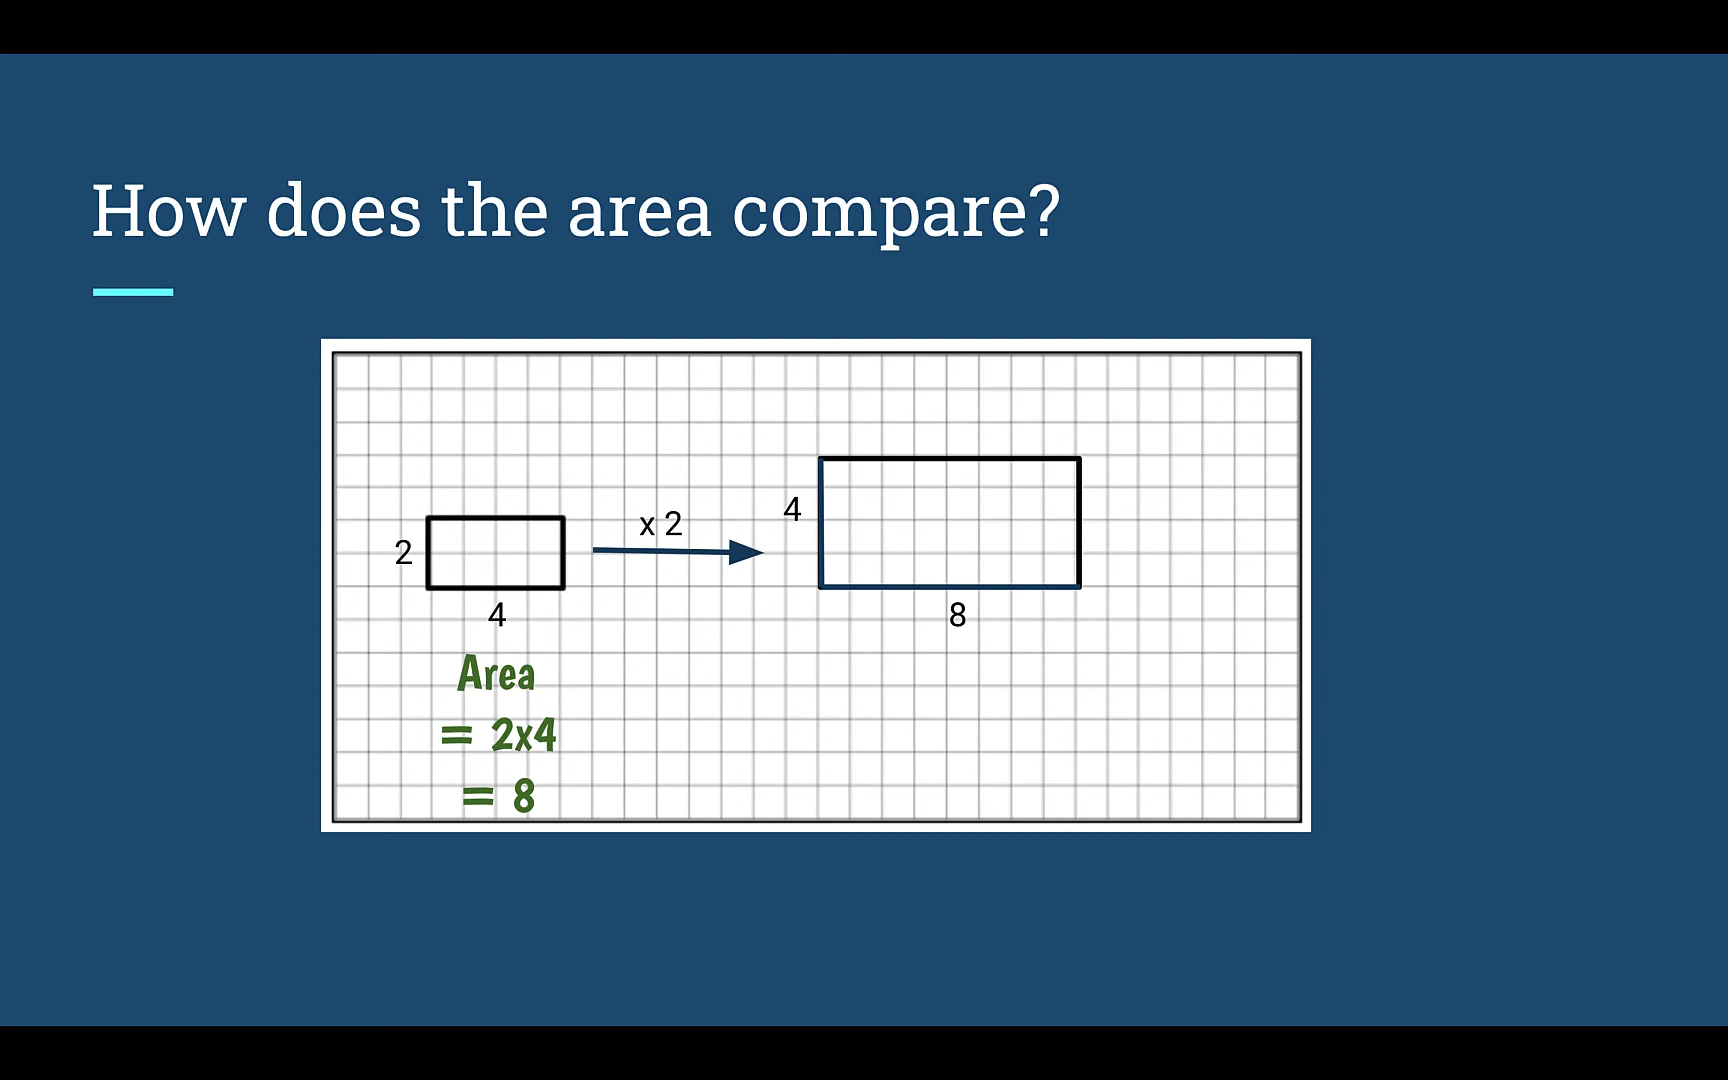 How does the area compare?
2
4
x 2
4
8
Area
= 2x4
= 8